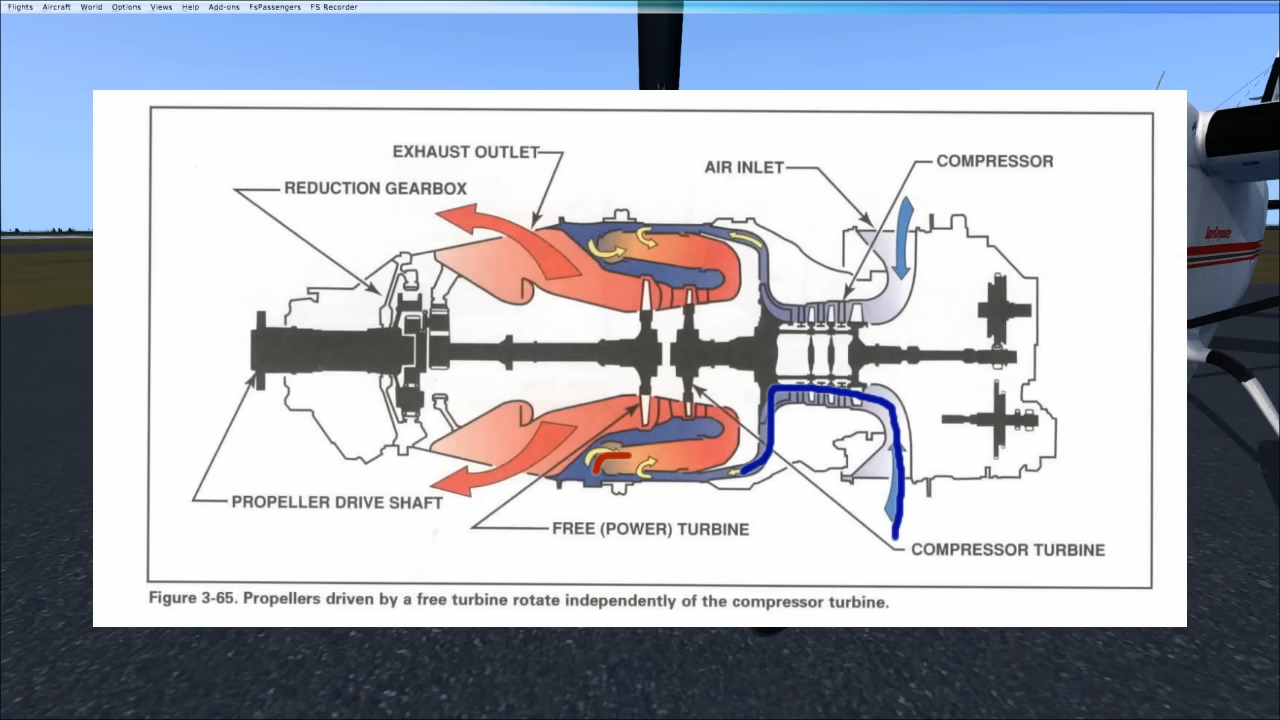 Flights Aircraft World Options Views Help Add-ons FsPassengers FS Recorder
EXHAUST OUTLET
AIR INLET
COMPRESSOR
REDUCTION GEARBOX
PROPELLER DRIVE SHAFT
FREE (POWER) TURBINE
COMPRESSOR TURBINE
Figure 3-65. Propellers driven by a free turbine rotate independently of the compressor turbine.